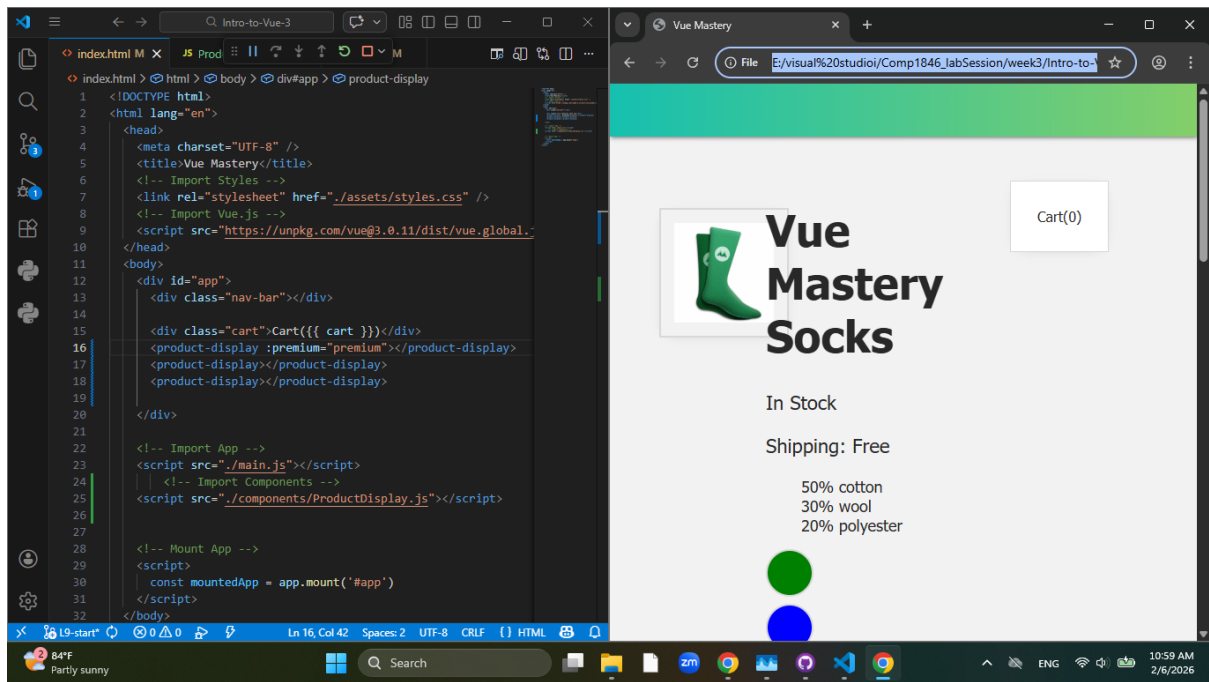 Intro-to-Vue-3
index.html M
JS Prod
M
index.html > html > body > div#app > product-display
1 <!DOCTYPE html>
2 <html lang="en">
3 <head>
4 <meta charset="UTF-8" />
5 <title>Vue Mastery</title>
6 <!-- Import Styles -->
7 <link rel="stylesheet" href="./assets/styles.css" />
8 <!-- Import Vue.js -->
9 <script src="https://unpkg.com/vue@3.0.11/dist/vue.global.
10 </head>
11 <body>
12 <div id="app">
13 <div class="nav-bar"></div>
14
15 <div class="cart">Cart({{ cart }})</div>
16 <product-display :premium="premium"></product-display>
17 <product-display></product-display>
18 <product-display></product-display>
19
20 </div>
21
22 <!-- Import App -->
23 <script src="./main.js"></script>
24 <!-- Import Components -->
25 <script src="./components/ProductDisplay.js"></script>
26
27
28 <!-- Mount App -->
29 <script>
30 const mountedApp = app.mount('#app')
31 </script>
32 </body>
3
1
L9-start* 0 0 Ln 16, Col 42 Spaces: 2 UTF-8 CRLF {} HTML
Vue Mastery
File E:/visual%20studioi/Comp1846_labSession/week3/Intro-to-
Cart(0)
Vue
Mastery
Socks
In Stock
Shipping: Free
50% cotton
30% wool
20% polyester
2
84°F
Partly sunny
Search
zm
ENG
10:59 AM
2/6/2026